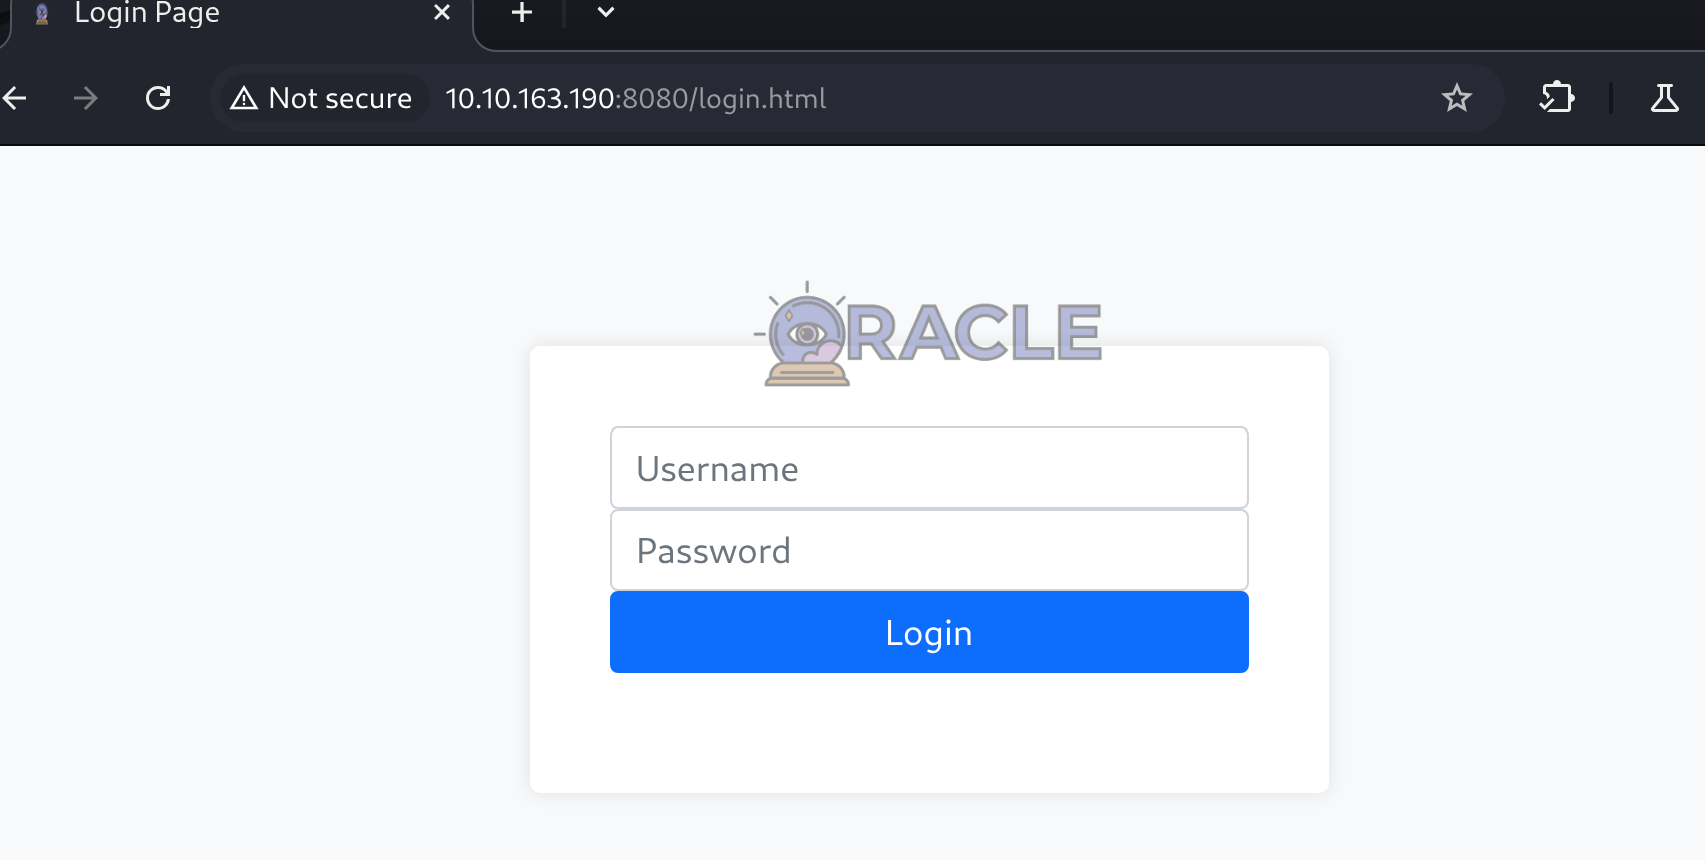 Login Page
Not secure 10.10.163.190:8080/login.html
ORACLE
Username
Password
Login